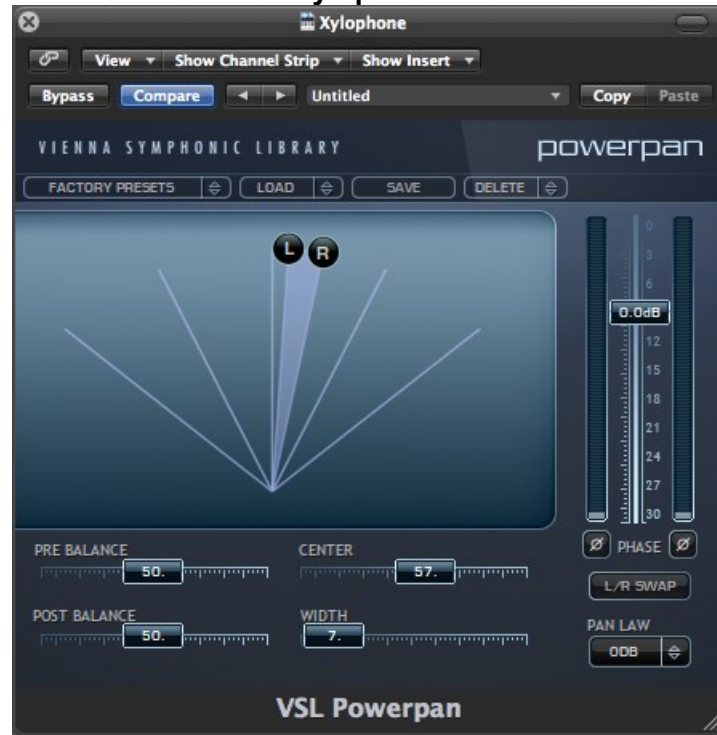 Xylophone
View Show Channel Strip Show Insert
Bypass Compare Untitled Copy Paste
VIENNA SYMPHONIC LIBRARY powerpan
FACTORY PRESETS LOAD SAVE DELETE
L R
0
3
6
0.0dB
12
15
18
21
24
27
30
PRE BALANCE CENTER Ø PHASE Ø
50. 57.
L/R SWAP
POST BALANCE WIDTH PAN LAW
50. 7.
0DB
VSL Powerpan